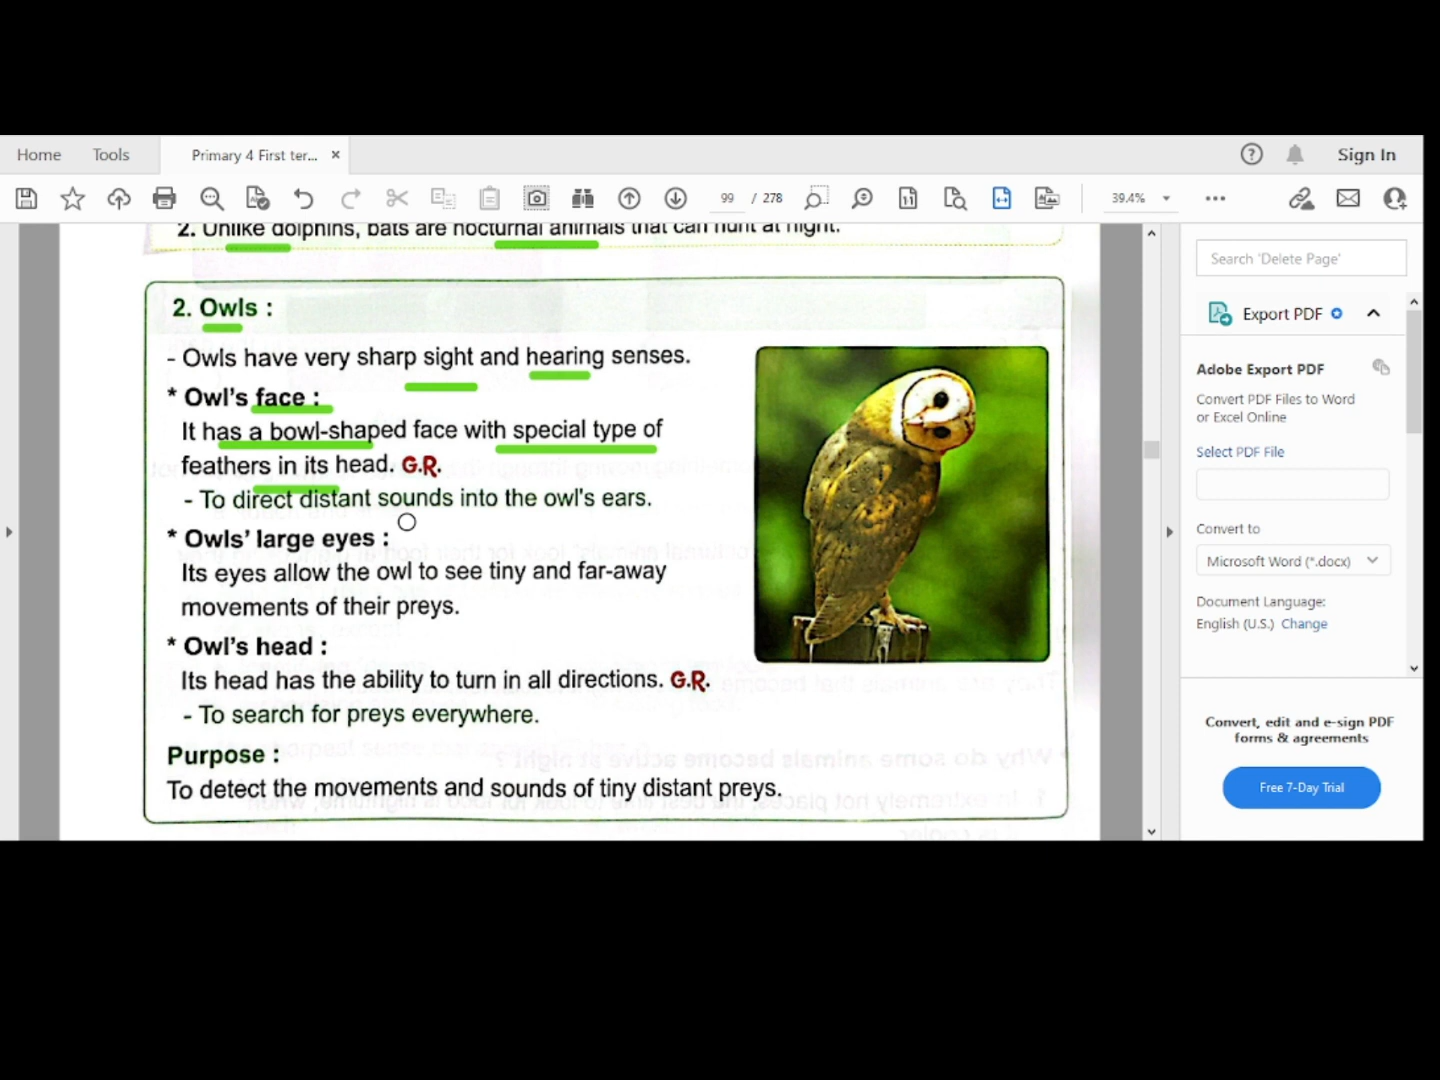 Home Tools Primary 4 First ter... × Sign In
99 / 278 39.4%
2. Unlike dolphins, bats are nocturnal animals that can hunt at night.
2. Owls :
- Owls have very sharp sight and hearing senses.
* Owl's face :
It has a bowl-shaped face with special type of
feathers in its head. G.R.
- To direct distant sounds into the owl's ears.
* Owls' large eyes :
Its eyes allow the owl to see tiny and far-away
movements of their preys.
* Owl's head :
Its head has the ability to turn in all directions. G.R.
- To search for preys everywhere.
Purpose :
To detect the movements and sounds of tiny distant preys.
Search 'Delete Page'
Export PDF
Adobe Export PDF
Convert PDF Files to Word
or Excel Online
Select PDF File
Convert to
Microsoft Word (*.docx)
Document Language:
English (U.S.) Change
Convert, edit and e-sign PDF
forms & agreements
Free 7-Day Trial